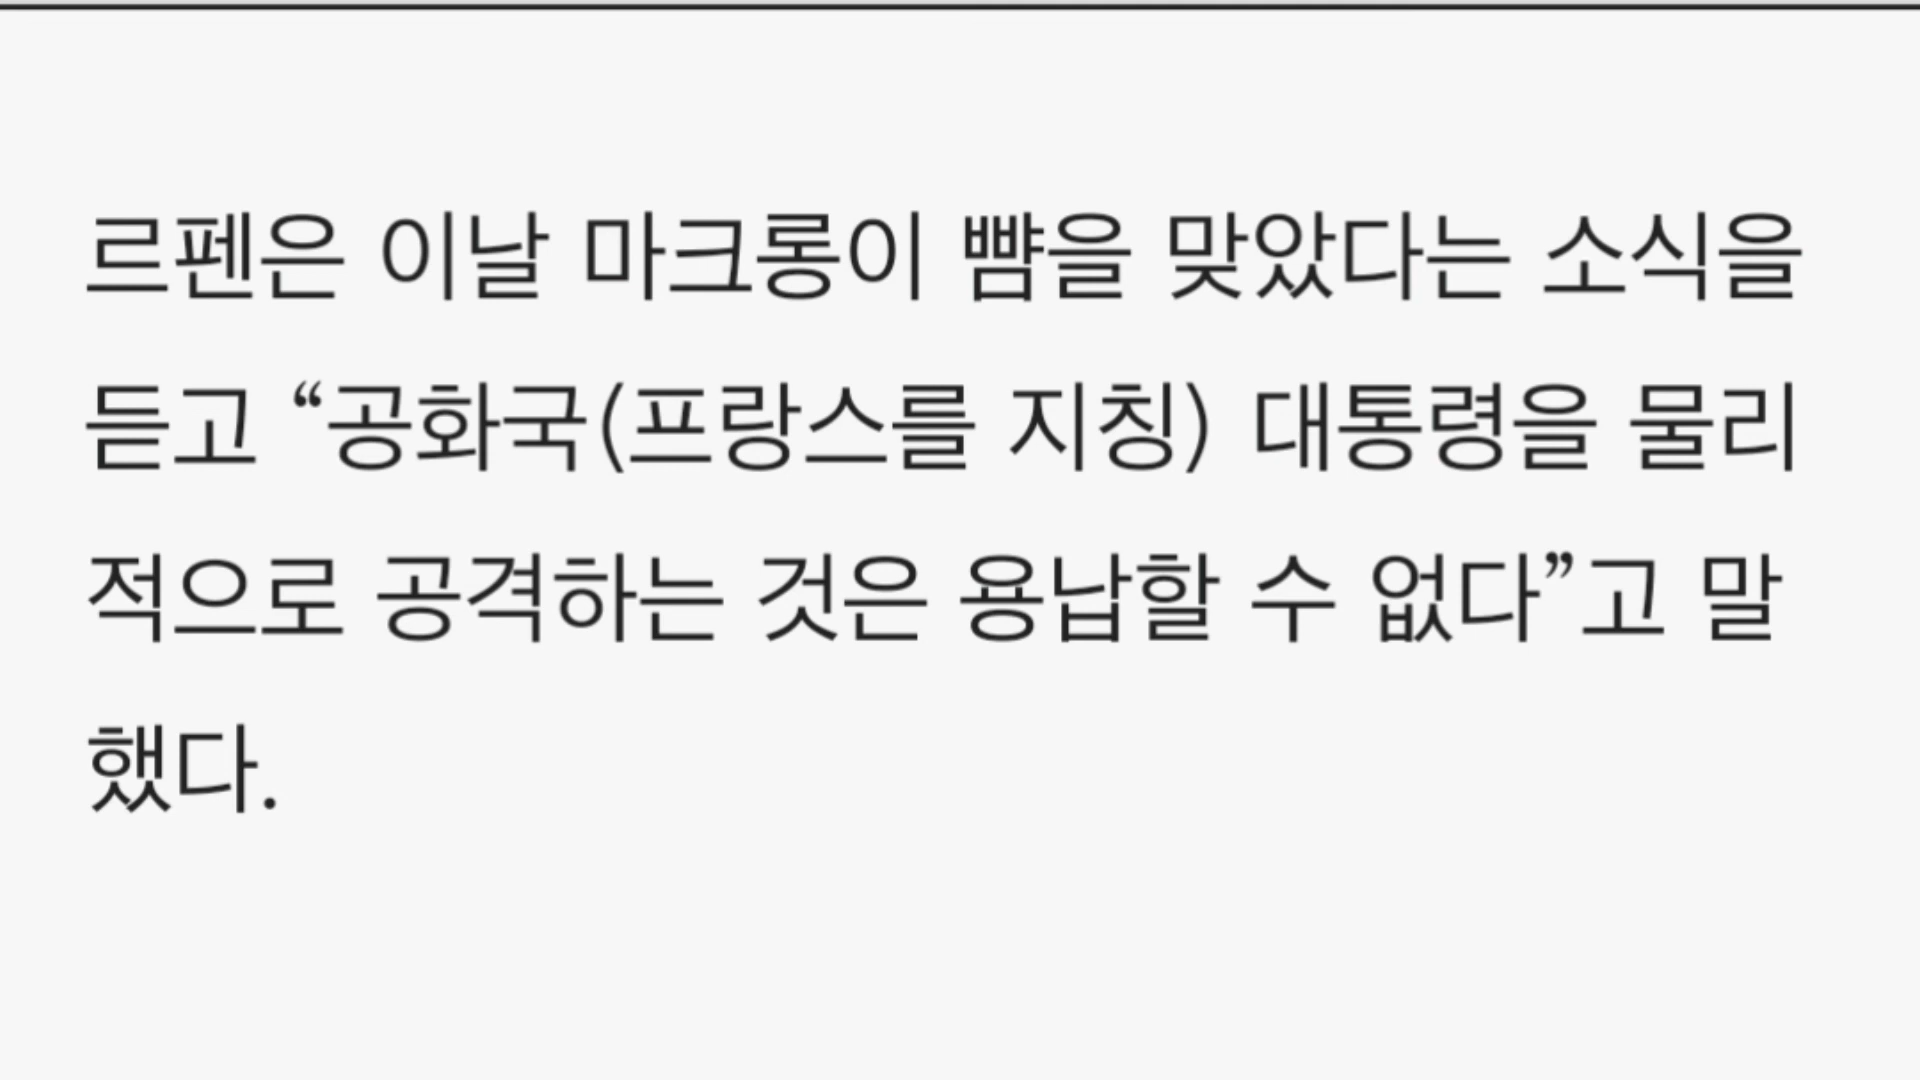 르펜은 이날 마크롱이 뺨을 맞았다는 소식을
듣고 “공화국(프랑스를 지칭) 대통령을 물리
적으로 공격하는 것은 용납할 수 없다”고 말
했다.